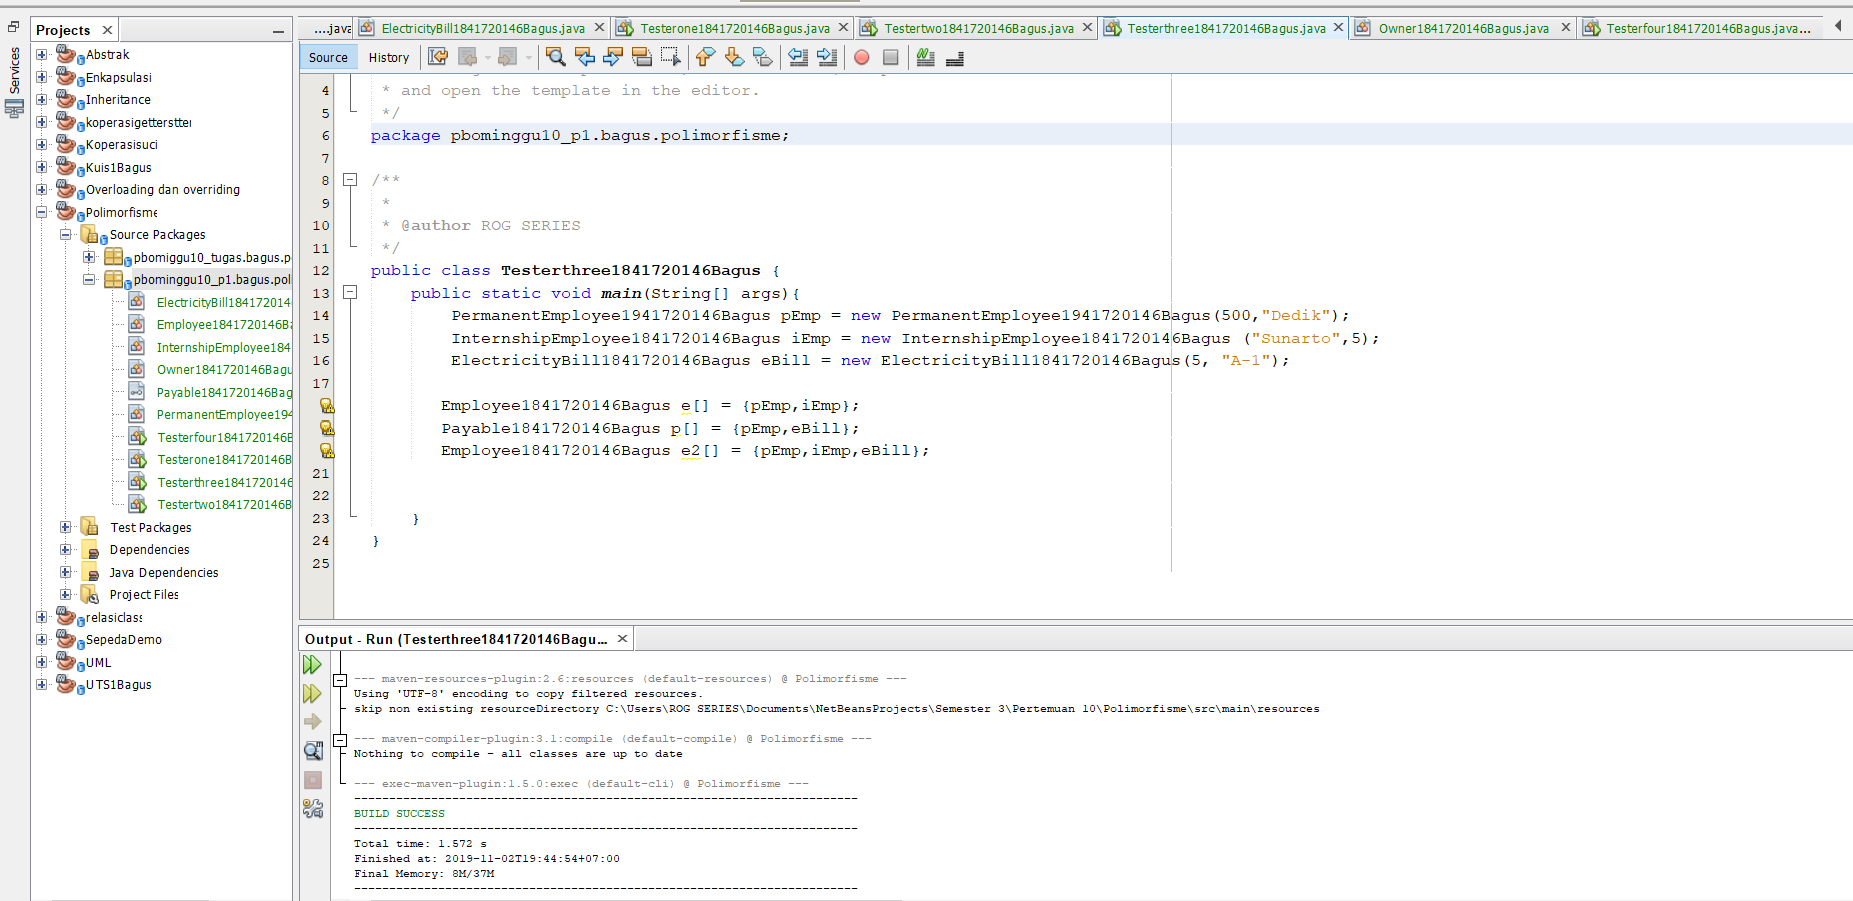 Services
Projects
Abstrak
Enkapsulasi
Inheritance
koperasigettersttei
Koperasisuci
Kuis1Bagus
Overloading dan overriding
Polimorfisme
Source Packages
pbomiggu10_tugas.bagus.p
pbominggu10_p1.bagus.pol
ElectricityBill184172014
Employee1841720146Ba
InternshipEmployee184
Owner1841720146Bagu
Payable1841720146Bag
PermanentEmployee194
Testerfour1841720146B
Testerone1841720146B
Testerthree1841720146
Testertwo1841720146B
Test Packages
Dependencies
Java Dependencies
Project Files
relasiclass
SepedaDemo
UML
UTS1Bagus
....java ElectricityBill1841720146Bagus.java Testerone1841720146Bagus.java Testertwo1841720146Bagus.java Testerthree1841720146Bagus.java Owner1841720146Bagus.java Testerfour1841720146Bagus.java...
Source History
4 * and open the template in the editor.
5 */
6 package pbominggu10_p1.bagus.polimorfisme;
7
8 /**
9 *
10 * @author ROG SERIES
11 */
12 public class Testerthree1841720146Bagus {
13 public static void main(String[] args){
14 PermanentEmployee1941720146Bagus pEmp = new PermanentEmployee1941720146Bagus(500,"Dedik");
15 InternshipEmployee1841720146Bagus iEmp = new InternshipEmployee1841720146Bagus ("Sunarto",5);
16 ElectricityBill1841720146Bagus eBill = new ElectricityBill1841720146Bagus(5, "A-1");
17
Employee1841720146Bagus e[] = {pEmp,iEmp};
Payable1841720146Bagus p[] = {pEmp,eBill};
Employee1841720146Bagus e2[] = {pEmp,iEmp,eBill};
21
22
23 }
24 }
25
Output - Run (Testerthree1841720146Bagu...
--- maven-resources-plugin:2.6:resources (default-resources) @ Polimorfisme ---
Using 'UTF-8' encoding to copy filtered resources.
skip non existing resourceDirectory C:\Users\ROG SERIES\Documents\NetBeansProjects\Semester 3\Pertemuan 10\Polimorfisme\src\main\resources
--- maven-compiler-plugin:3.1:compile (default-compile) @ Polimorfisme ---
Nothing to compile - all classes are up to date
--- exec-maven-plugin:1.5.0:exec (default-cli) @ Polimorfisme ---
------------------------------------------------------------------------
BUILD SUCCESS
------------------------------------------------------------------------
Total time: 1.572 s
Finished at: 2019-11-02T19:44:54+07:00
Final Memory: 8M/37M
------------------------------------------------------------------------